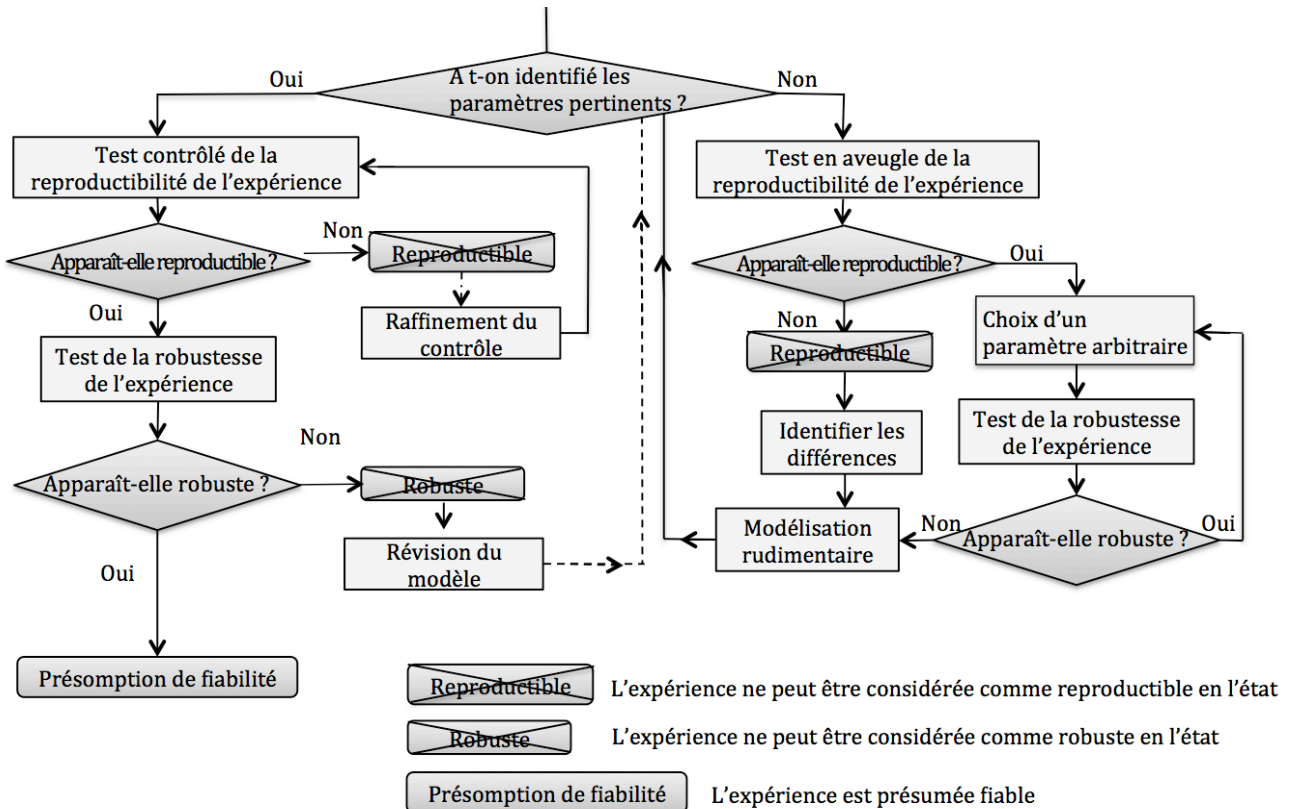 A t-on identifié les
paramètres pertinents ?
Oui
Non
Test contrôlé de la
reproductibilité de l'expérience
Non
Apparaît-elle reproductible ?
Reproductible
Raffinement du
contrôle
Oui
Test de la robustesse
de l'expérience
Non
Apparaît-elle robuste ?
Robuste
Révision du
modèle
Oui
Présomption de fiabilité
Test en aveugle de la
reproductibilité de l'expérience
Apparaît-elle reproductible ?
Oui
Non
Reproductible
Choix d'un
paramètre arbitraire
Identifier les
différences
Test de la robustesse
de l'expérience
Modélisation
rudimentaire
Non
Apparaît-elle robuste ?
Oui
Reproductible
L'expérience ne peut être considérée comme reproductible en l'état
Robuste
L'expérience ne peut être considérée comme robuste en l'état
Présomption de fiabilité
L'expérience est présumée fiable